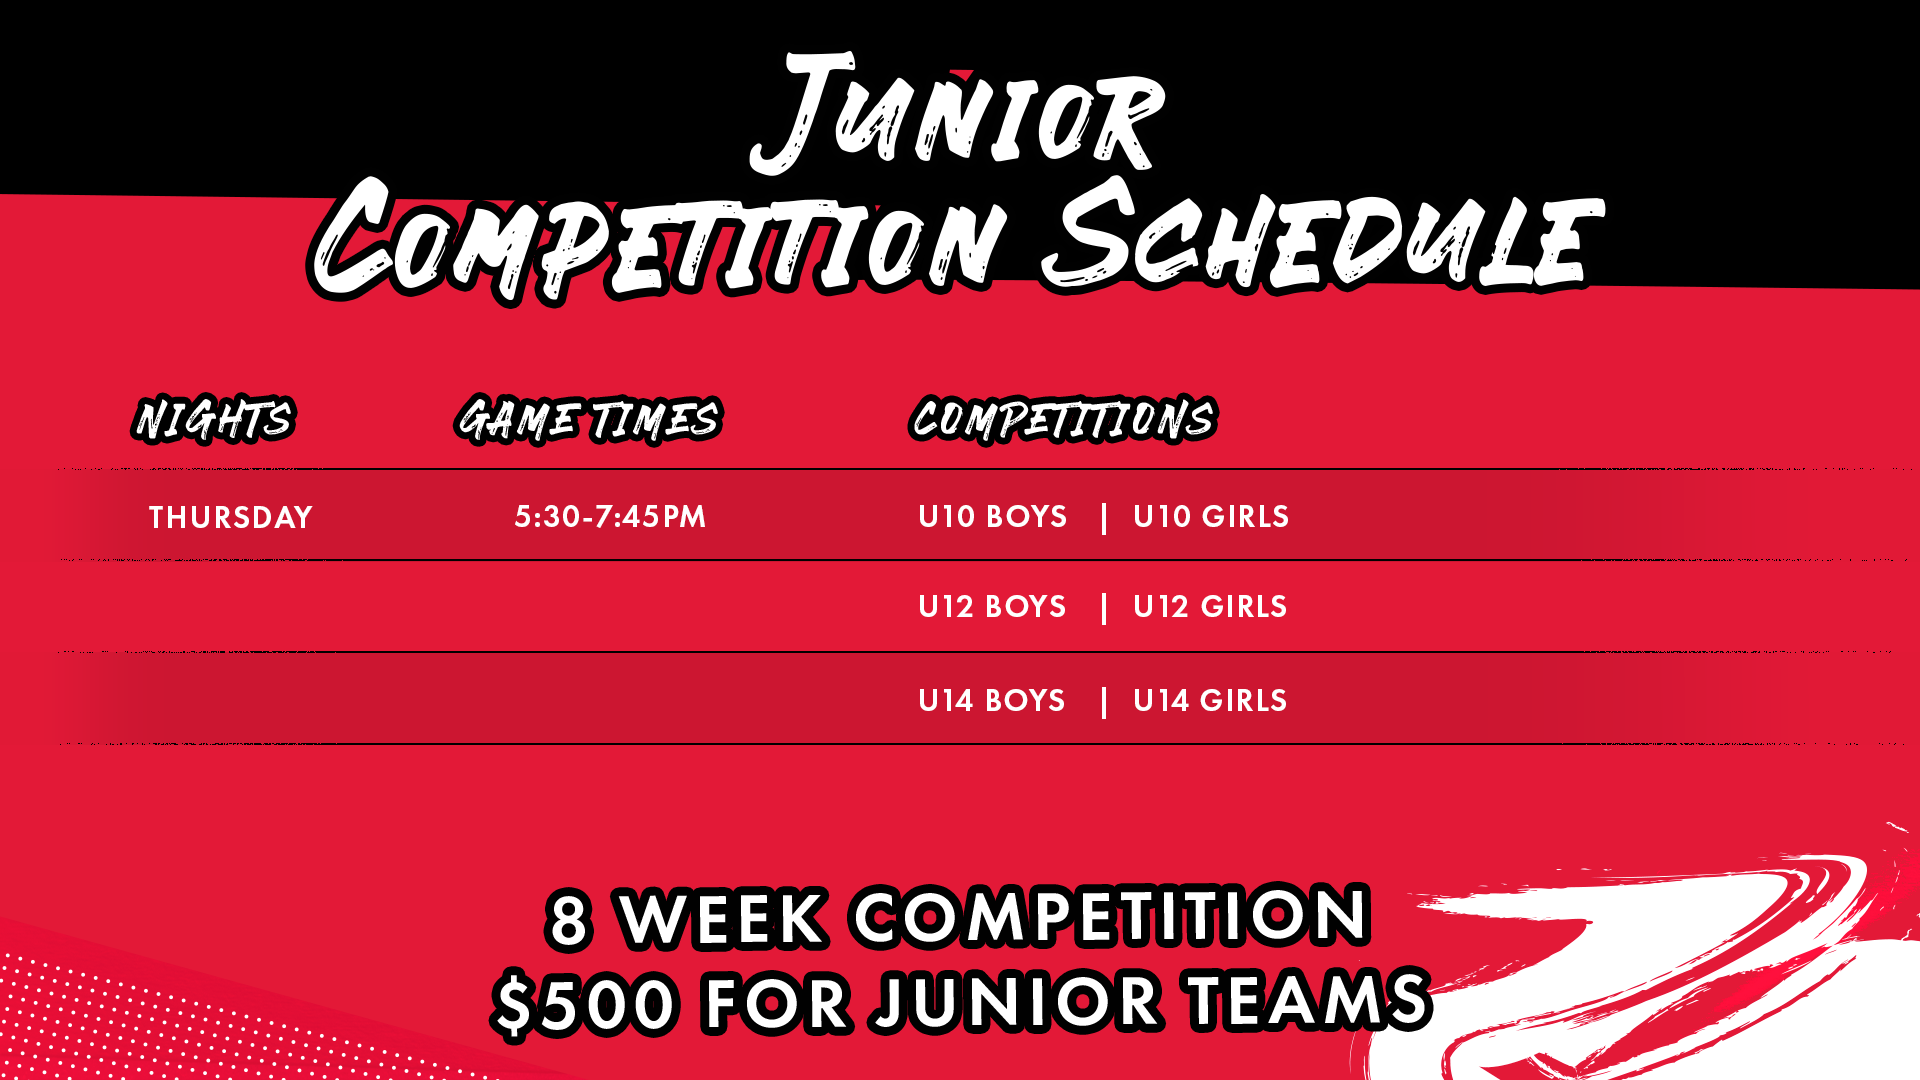 JUNIOR
COMPETITION SCHEDULE
NIGHTS GAME TIMES COMPETITIONS
THURSDAY 5:30-7:45PM U10 BOYS | U10 GIRLS
U12 BOYS | U12 GIRLS
U14 BOYS | U14 GIRLS
8 WEEK COMPETITION
$500 FOR JUNIOR TEAMS